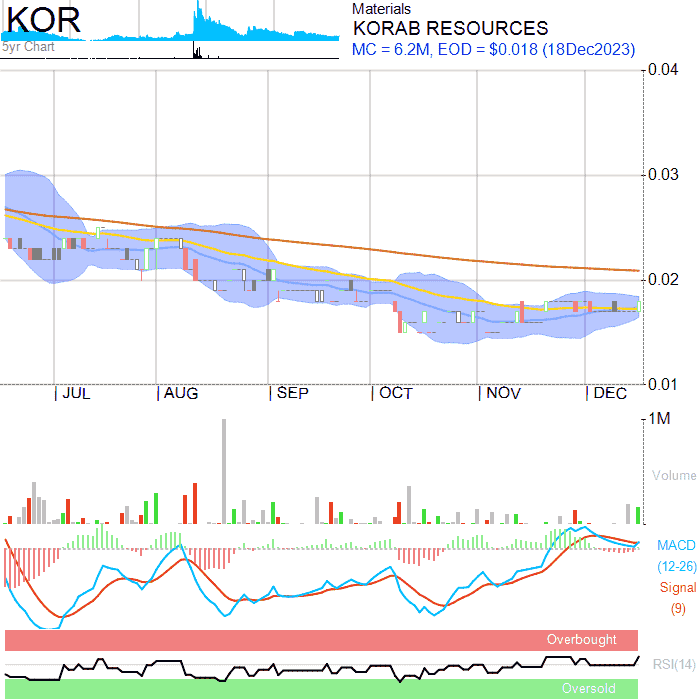 KOR
5yr Chart
Materials
KORAB RESOURCES
MC = 6.2M, EOD = $0.018 (18Dec2023)
0.04
0.03
0.02
0.01
JUL AUG SEP OCT NOV DEC
1M
Volume
MACD
(12-26)
Signal
(9)
Overbought
RSI(14)
Oversold